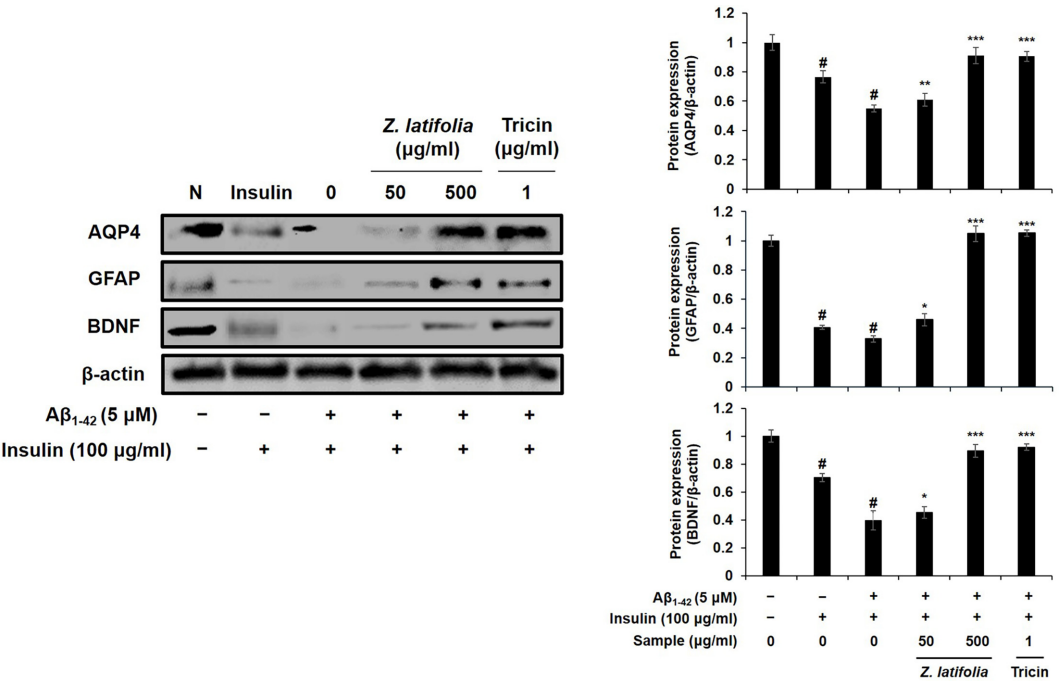 Z. latifolia
(µg/ml)
Tricin
(µg/ml)
N Insulin 0 50 500 1
AQP4
GFAP
BDNF
β-actin
Aβ1-42 (5 µM) − − + + + +
Insulin (100 µg/ml) − + + + + +
Protein expression
(AQP4/β-actin)
1.2
1
0.8
0.6
0.4
0.2
0
# # ** *** ***
Protein expression
(GFAP/β-actin)
1.2
1
0.8
0.6
0.4
0.2
0
# # * *** ***
Protein expression
(BDNF/β-actin)
1.2
1
0.8
0.6
0.4
0.2
0
# # * *** ***
Aβ1-42 (5 µM) − − + + + +
Insulin (100 µg/ml) − + + + + +
Sample (µg/ml) 0 0 0 50 500 1
Z. latifolia Tricin